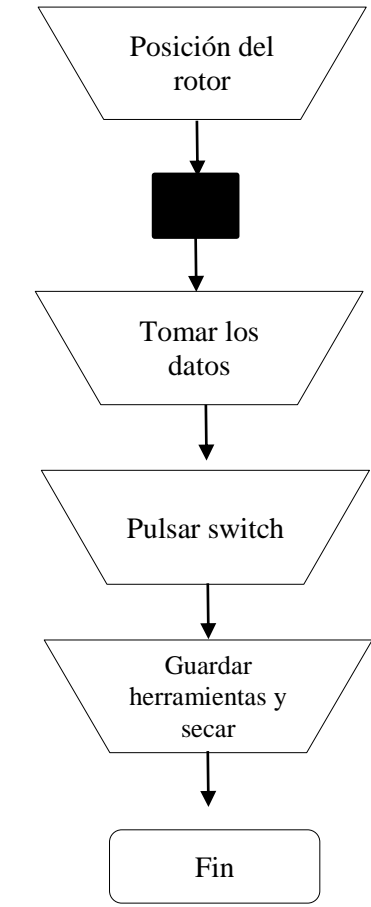 Posición del
rotor
Tomar los
datos
Pulsar switch
Guardar
herramientas y
secar
Fin